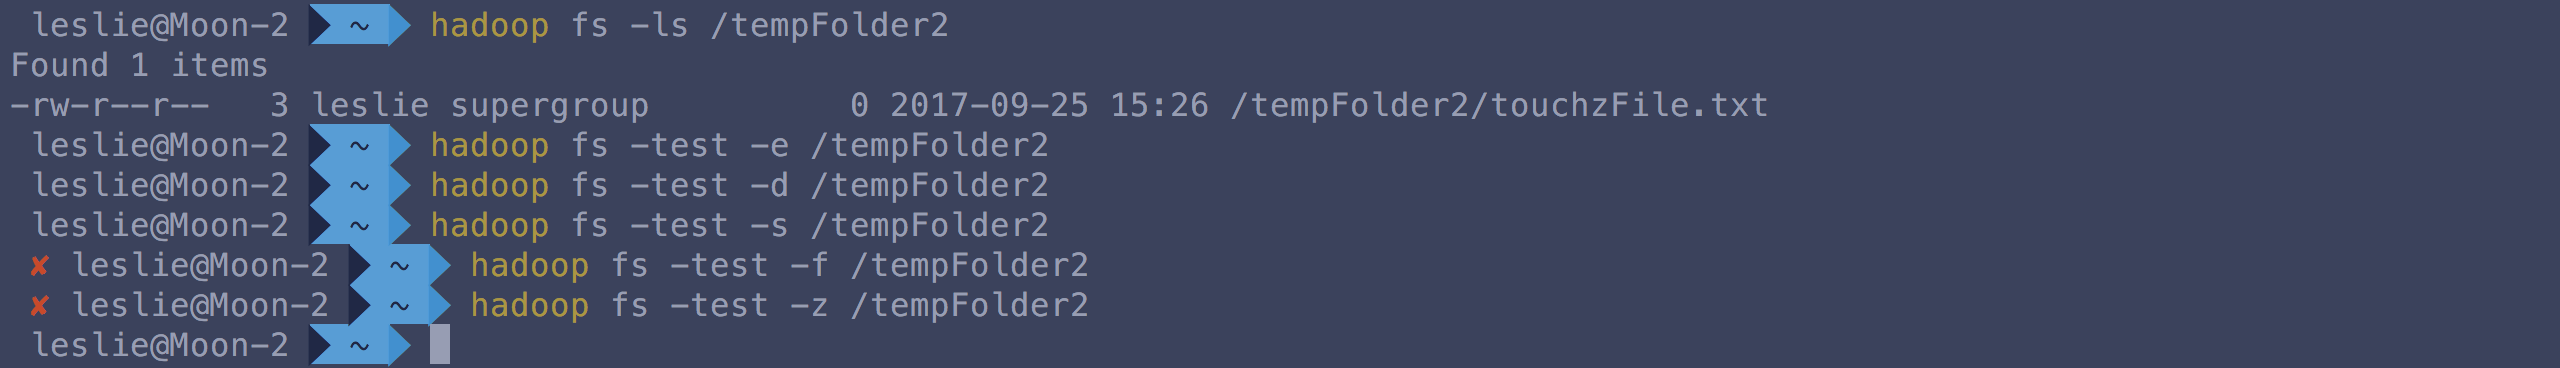 leslie@Moon-2 ~ hadoop fs -ls /tempFolder2
Found 1 items
-rw-r--r-- 3 leslie supergroup 0 2017-09-25 15:26 /tempFolder2/touchzFile.txt
leslie@Moon-2 ~ hadoop fs -test -e /tempFolder2
leslie@Moon-2 ~ hadoop fs -test -d /tempFolder2
leslie@Moon-2 ~ hadoop fs -test -s /tempFolder2
✘ leslie@Moon-2 ~ hadoop fs -test -f /tempFolder2
✘ leslie@Moon-2 ~ hadoop fs -test -z /tempFolder2
leslie@Moon-2 ~